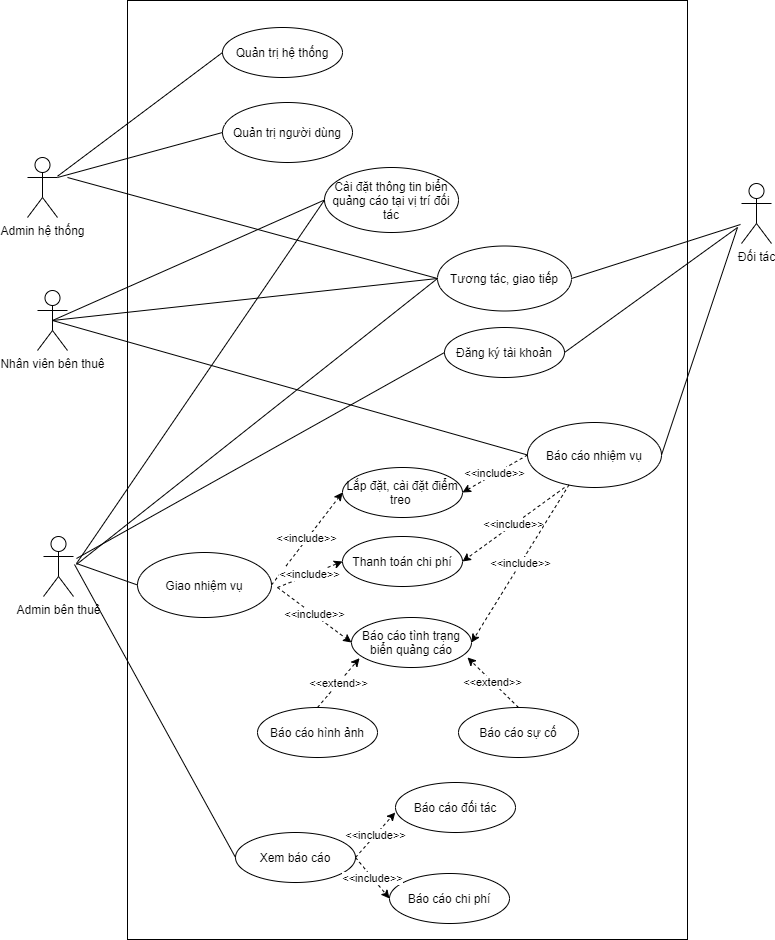 Quản trị hệ thống
Quản trị người dùng
Cài đặt thông tin biển
quảng cáo tại vị trí đối
tác
Admin hệ thống
Đối tác
Tương tác, giao tiếp
Nhân viên bên thuê
Đăng ký tài khoản
Báo cáo nhiệm vụ
<<include>>
Lắp đặt, cài đặt điểm
treo
<<include>>
<<include>>
Thanh toán chi phí
<<include>>
<<include>>
Giao nhiệm vụ
Admin bên thuê
<<include>>
Báo cáo tình trạng
biển quảng cáo
<<extend>>
<<extend>>
Báo cáo hình ảnh
Báo cáo sự cố
Báo cáo đối tác
<<include>>
Xem báo cáo
<<include>>
Báo cáo chi phí